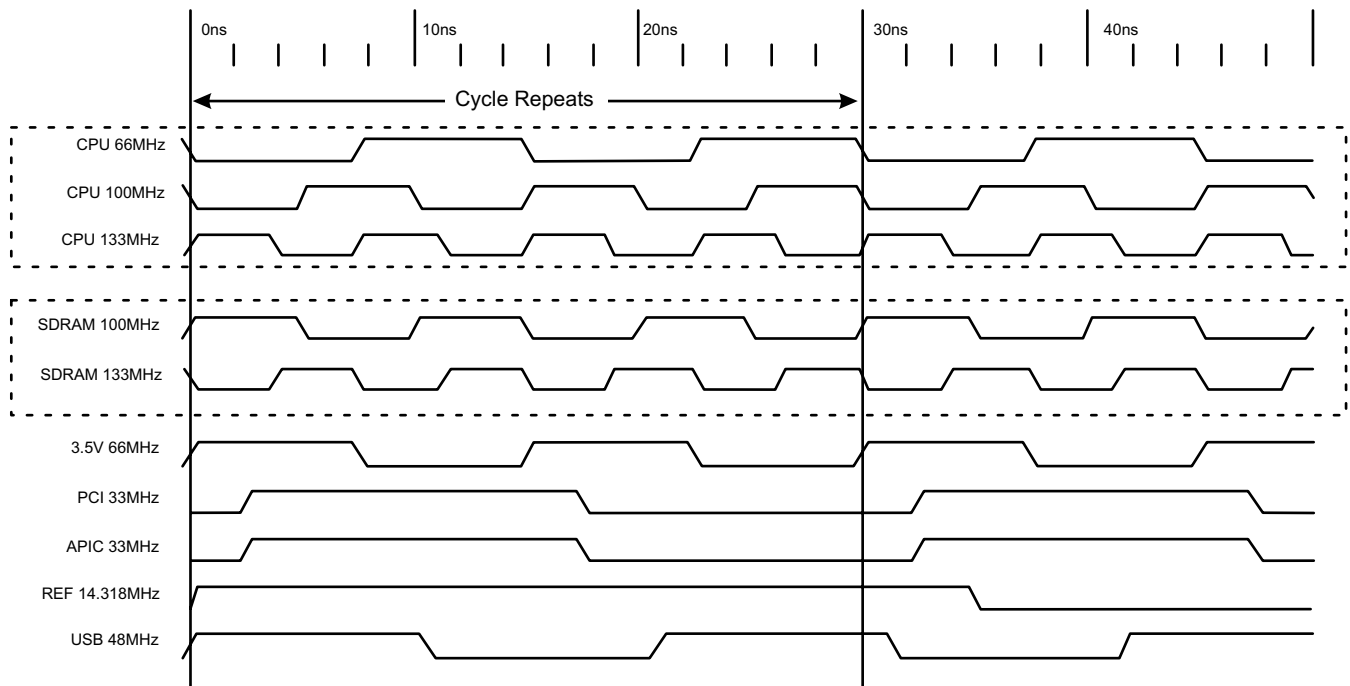 0ns 10ns 20ns 30ns 40ns
Cycle Repeats
CPU 66MHz
CPU 100MHz
CPU 133MHz
SDRAM 100MHz
SDRAM 133MHz
3.5V 66MHz
PCI 33MHz
APIC 33MHz
REF 14.318MHz
USB 48MHz